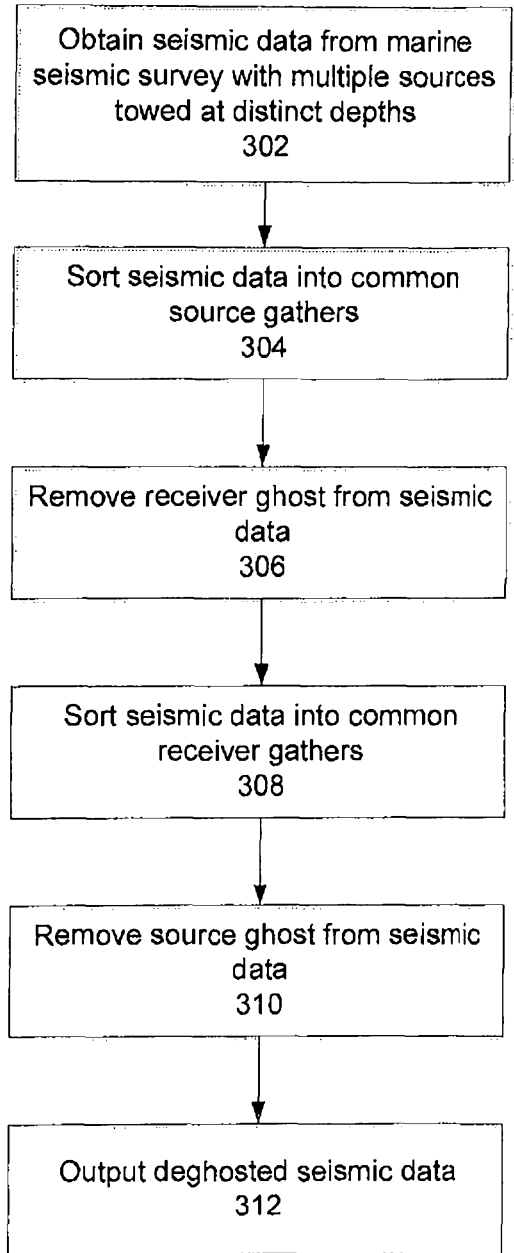 Obtain seismic data from marine
seismic survey with multiple sources
towed at distinct depths
302
Sort seismic data into common
source gathers
304
Remove receiver ghost from seismic
data
306
Sort seismic data into common
receiver gathers
308
Remove source ghost from seismic
data
310
Output deghosted seismic data
312